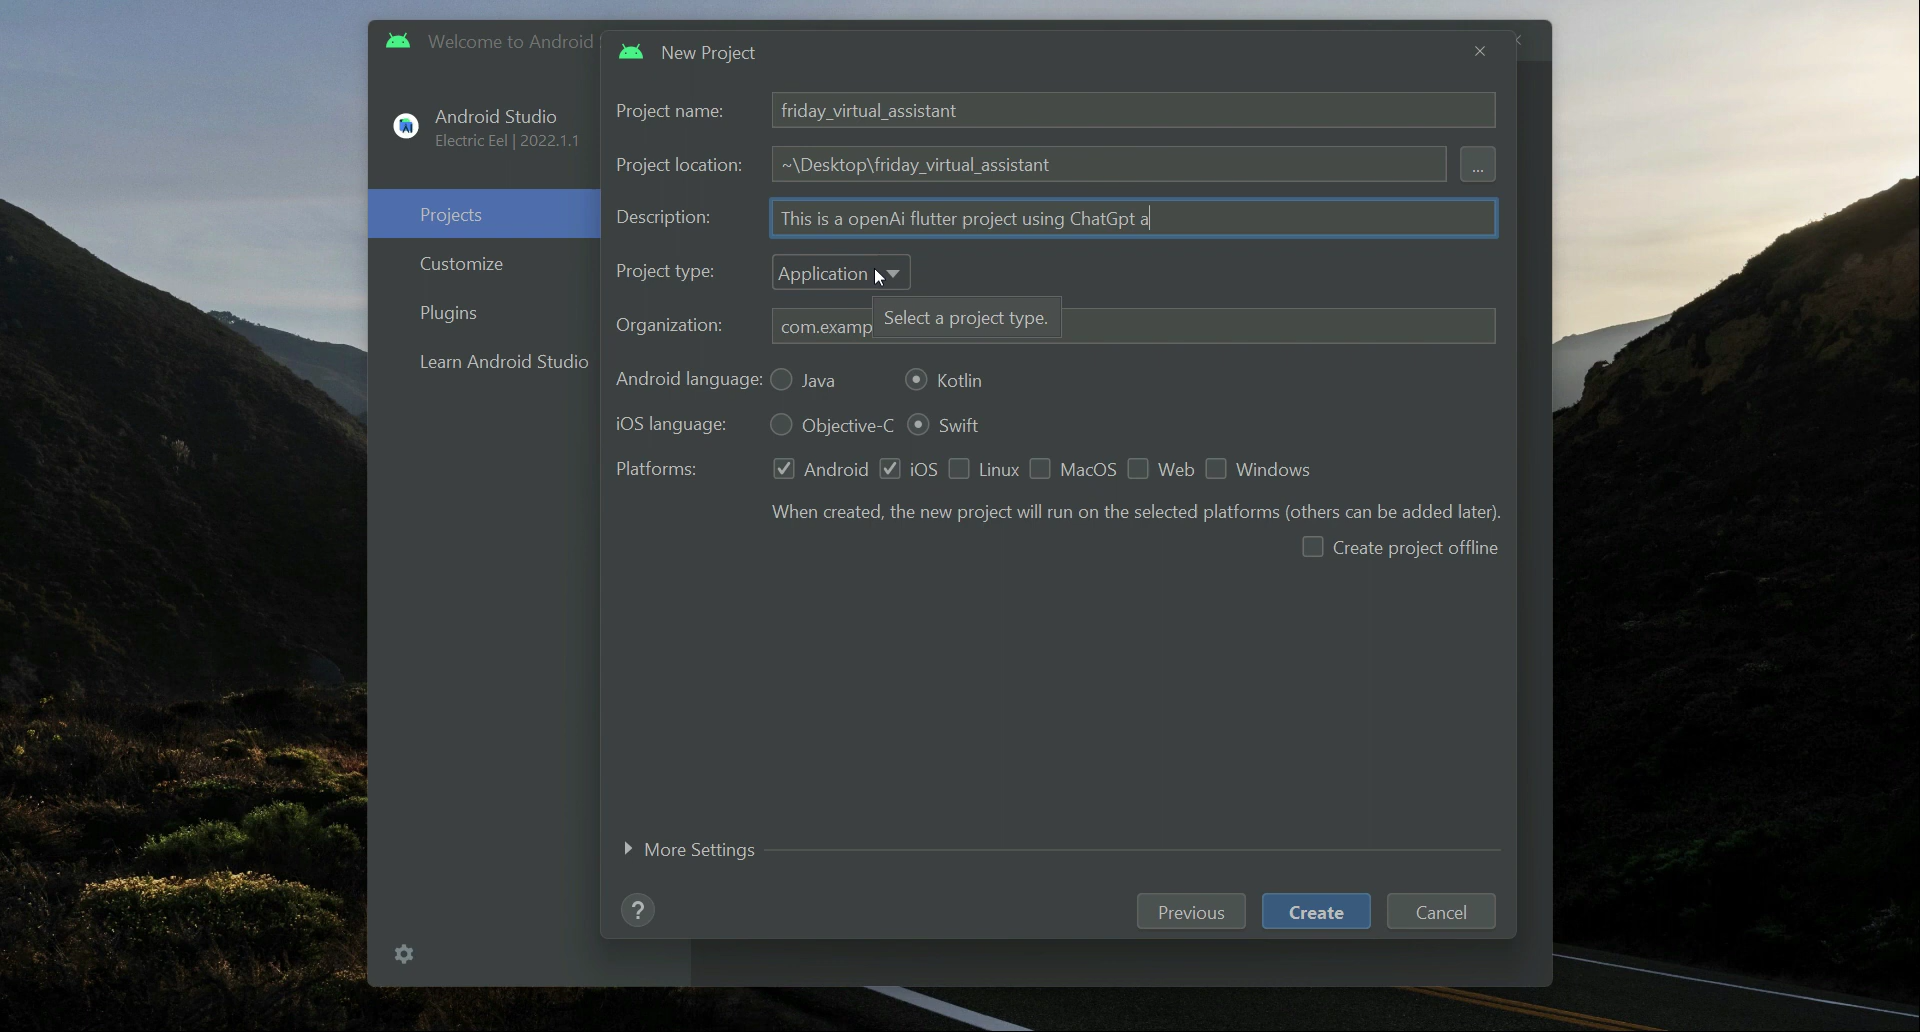 Welcome to Android
New Project
Android Studio
Electric Eel | 2022.1.1
Projects
Customize
Plugins
Learn Android Studio
Project name:
friday_virtual_assistant
Project location:
~\Desktop\friday_virtual_assistant
...
Description:
This is a openAi flutter project using ChatGpt a
Project type:
Application
Select a project type.
Organization:
com.examp
Android language:
Java
Kotlin
iOS language:
Objective-C
Swift
Platforms:
Android
iOS
Linux
MacOS
Web
Windows
When created, the new project will run on the selected platforms (others can be added later).
Create project offline
More Settings
?
Previous
Create
Cancel